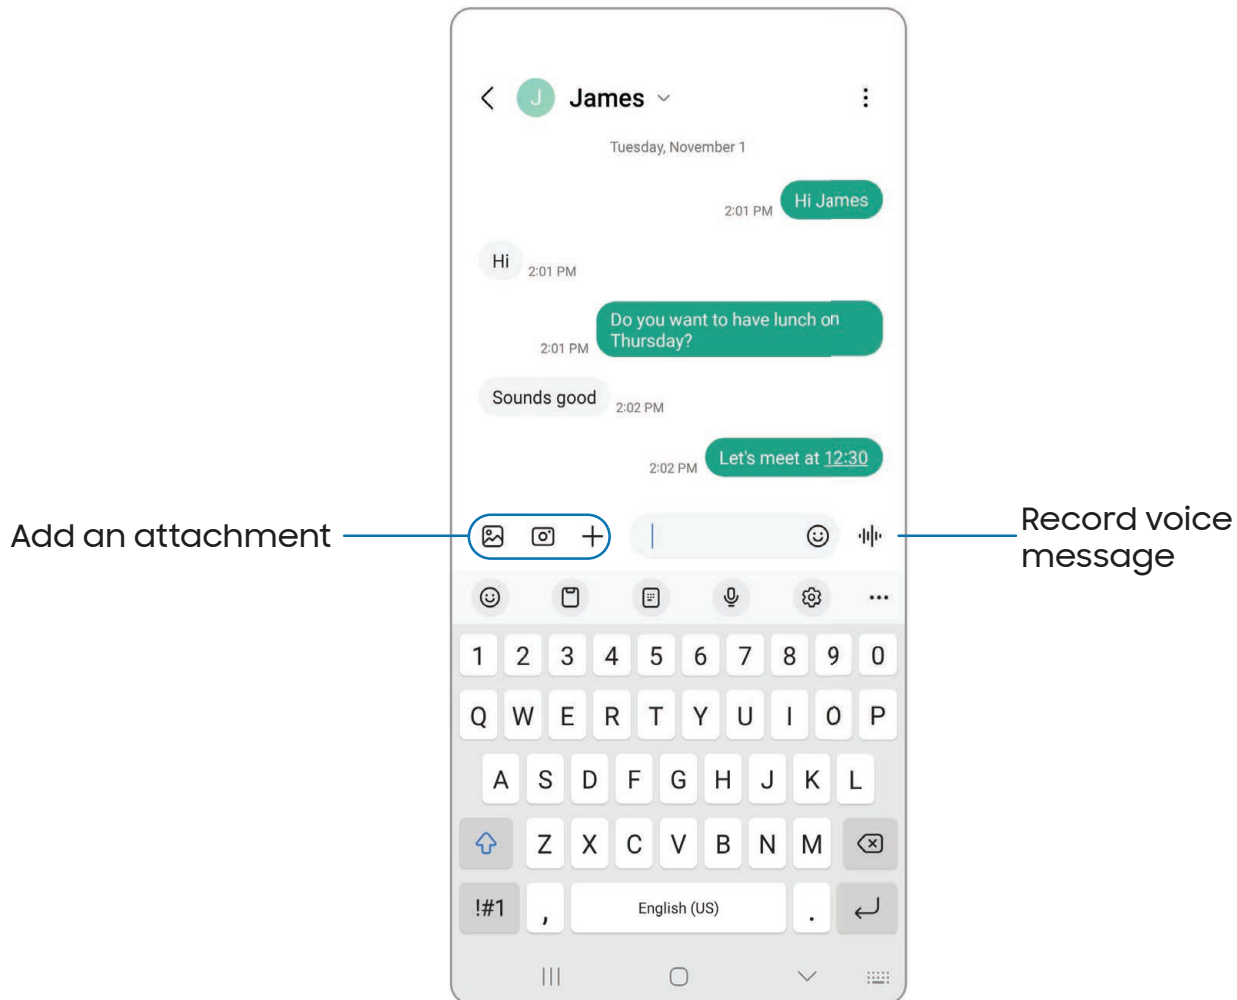 J
James
Tuesday, November 1
Hi James
2:01 PM
Hi
2:01 PM
Do you want to have lunch on
Thursday?
2:01 PM
Sounds good
2:02 PM
Let's meet at 12:30
2:02 PM
Add an attachment
Record voice
message
1 2 3 4 5 6 7 8 9 0
Q W E R T Y U I O P
A S D F G H J K L
Z X C V B N M
!#1 , English (US) .